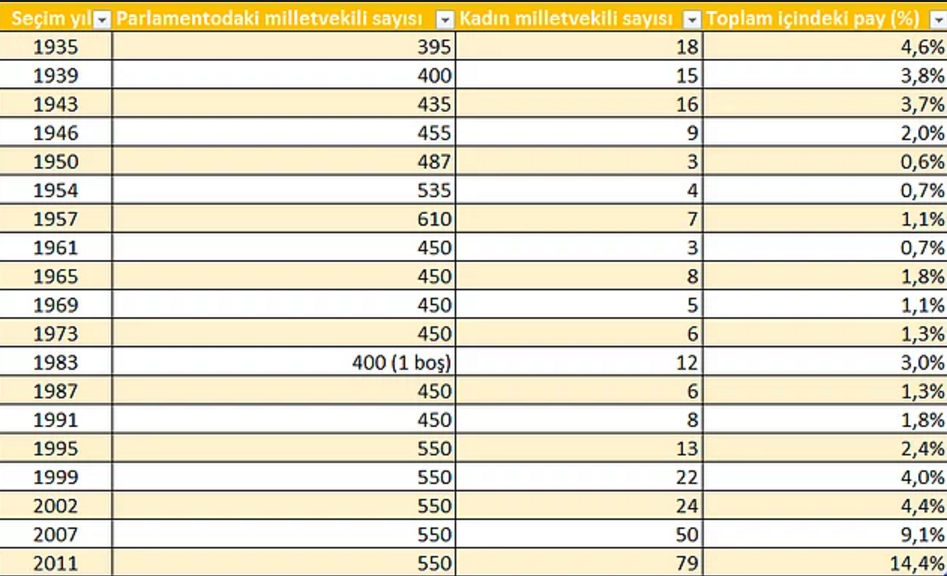 Seçim yıl Parlamentodaki milletvekili sayısı Kadın milletvekili sayısı Toplam içindeki pay (%)
1935 395 18 4,6%
1939 400 15 3,8%
1943 435 16 3,7%
1946 455 9 2,0%
1950 487 3 0,6%
1954 535 4 0,7%
1957 610 7 1,1%
1961 450 3 0,7%
1965 450 8 1,8%
1969 450 5 1,1%
1973 450 6 1,3%
1983 400 (1 boş) 12 3,0%
1987 450 6 1,3%
1991 450 8 1,8%
1995 550 13 2,4%
1999 550 22 4,0%
2002 550 24 4,4%
2007 550 50 9,1%
2011 550 79 14,4%